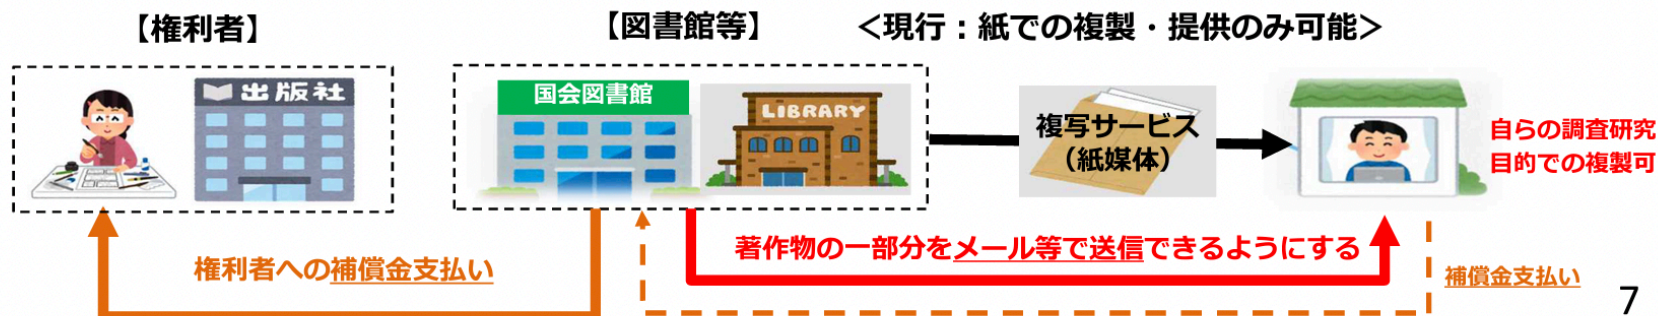 【権利者】
【図書館等】
＜現行：紙での複製・提供のみ可能＞
出版社
国会図書館
LIBRARY
複写サービス
（紙媒体）
自らの調査研究
目的での複製可
著作物の一部分をメール等で送信できるようにする
権利者への補償金支払い
補償金支払い
7